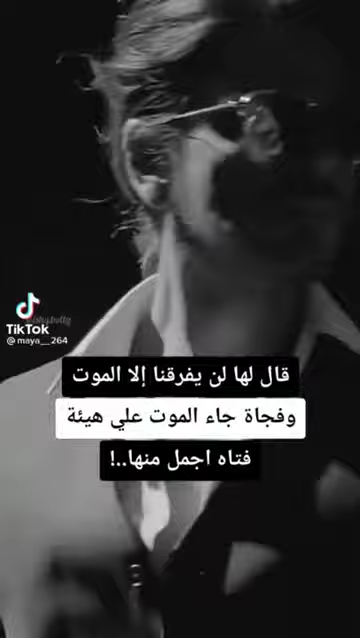 TikTok
@maya__264
قال لها لن يفرقنا إلا الموت
وفجاة جاء الموت علي هيئة
فتاه اجمل منها..!